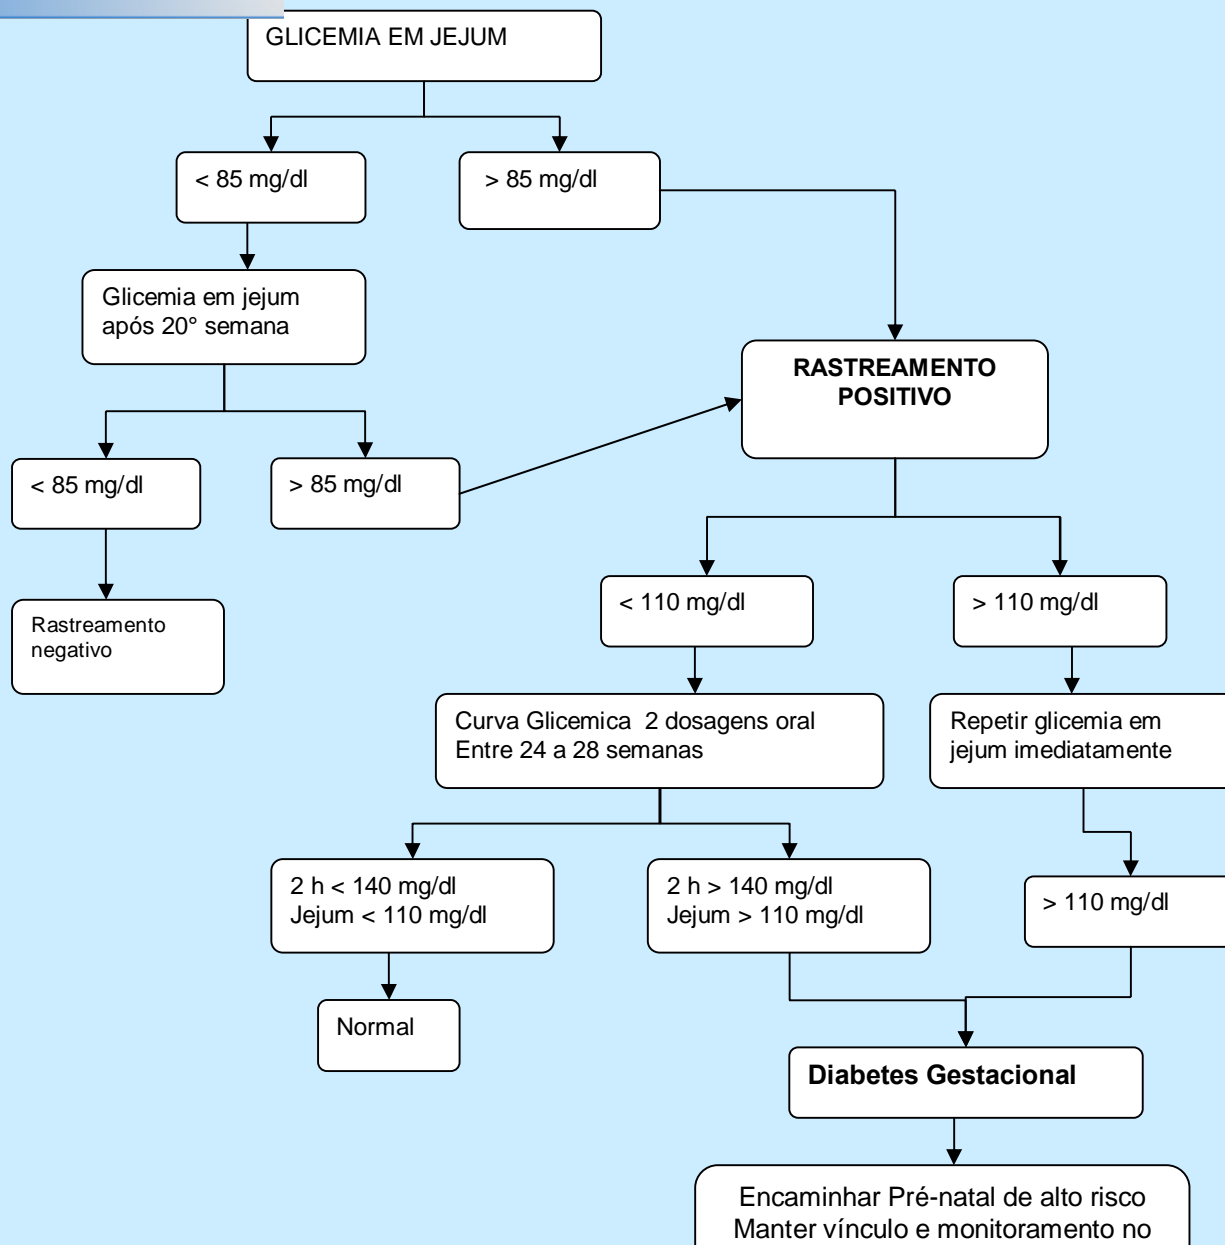 GLICEMIA EM JEJUM
< 85 mg/dl
> 85 mg/dl
Glicemia em jejum
após 20° semana
RASTREAMENTO
POSITIVO
< 85 mg/dl
> 85 mg/dl
Rastreamento
negativo
< 110 mg/dl
> 110 mg/dl
Curva Glicemica  2 dosagens oral
Entre 24 a 28 semanas
Repetir glicemia em
jejum imediatamente
2 h < 140 mg/dl
Jejum < 110 mg/dl
2 h > 140 mg/dl
Jejum > 110 mg/dl
> 110 mg/dl
Normal
Diabetes Gestacional
Encaminhar Pré-natal de alto risco
Manter vínculo e monitoramento no